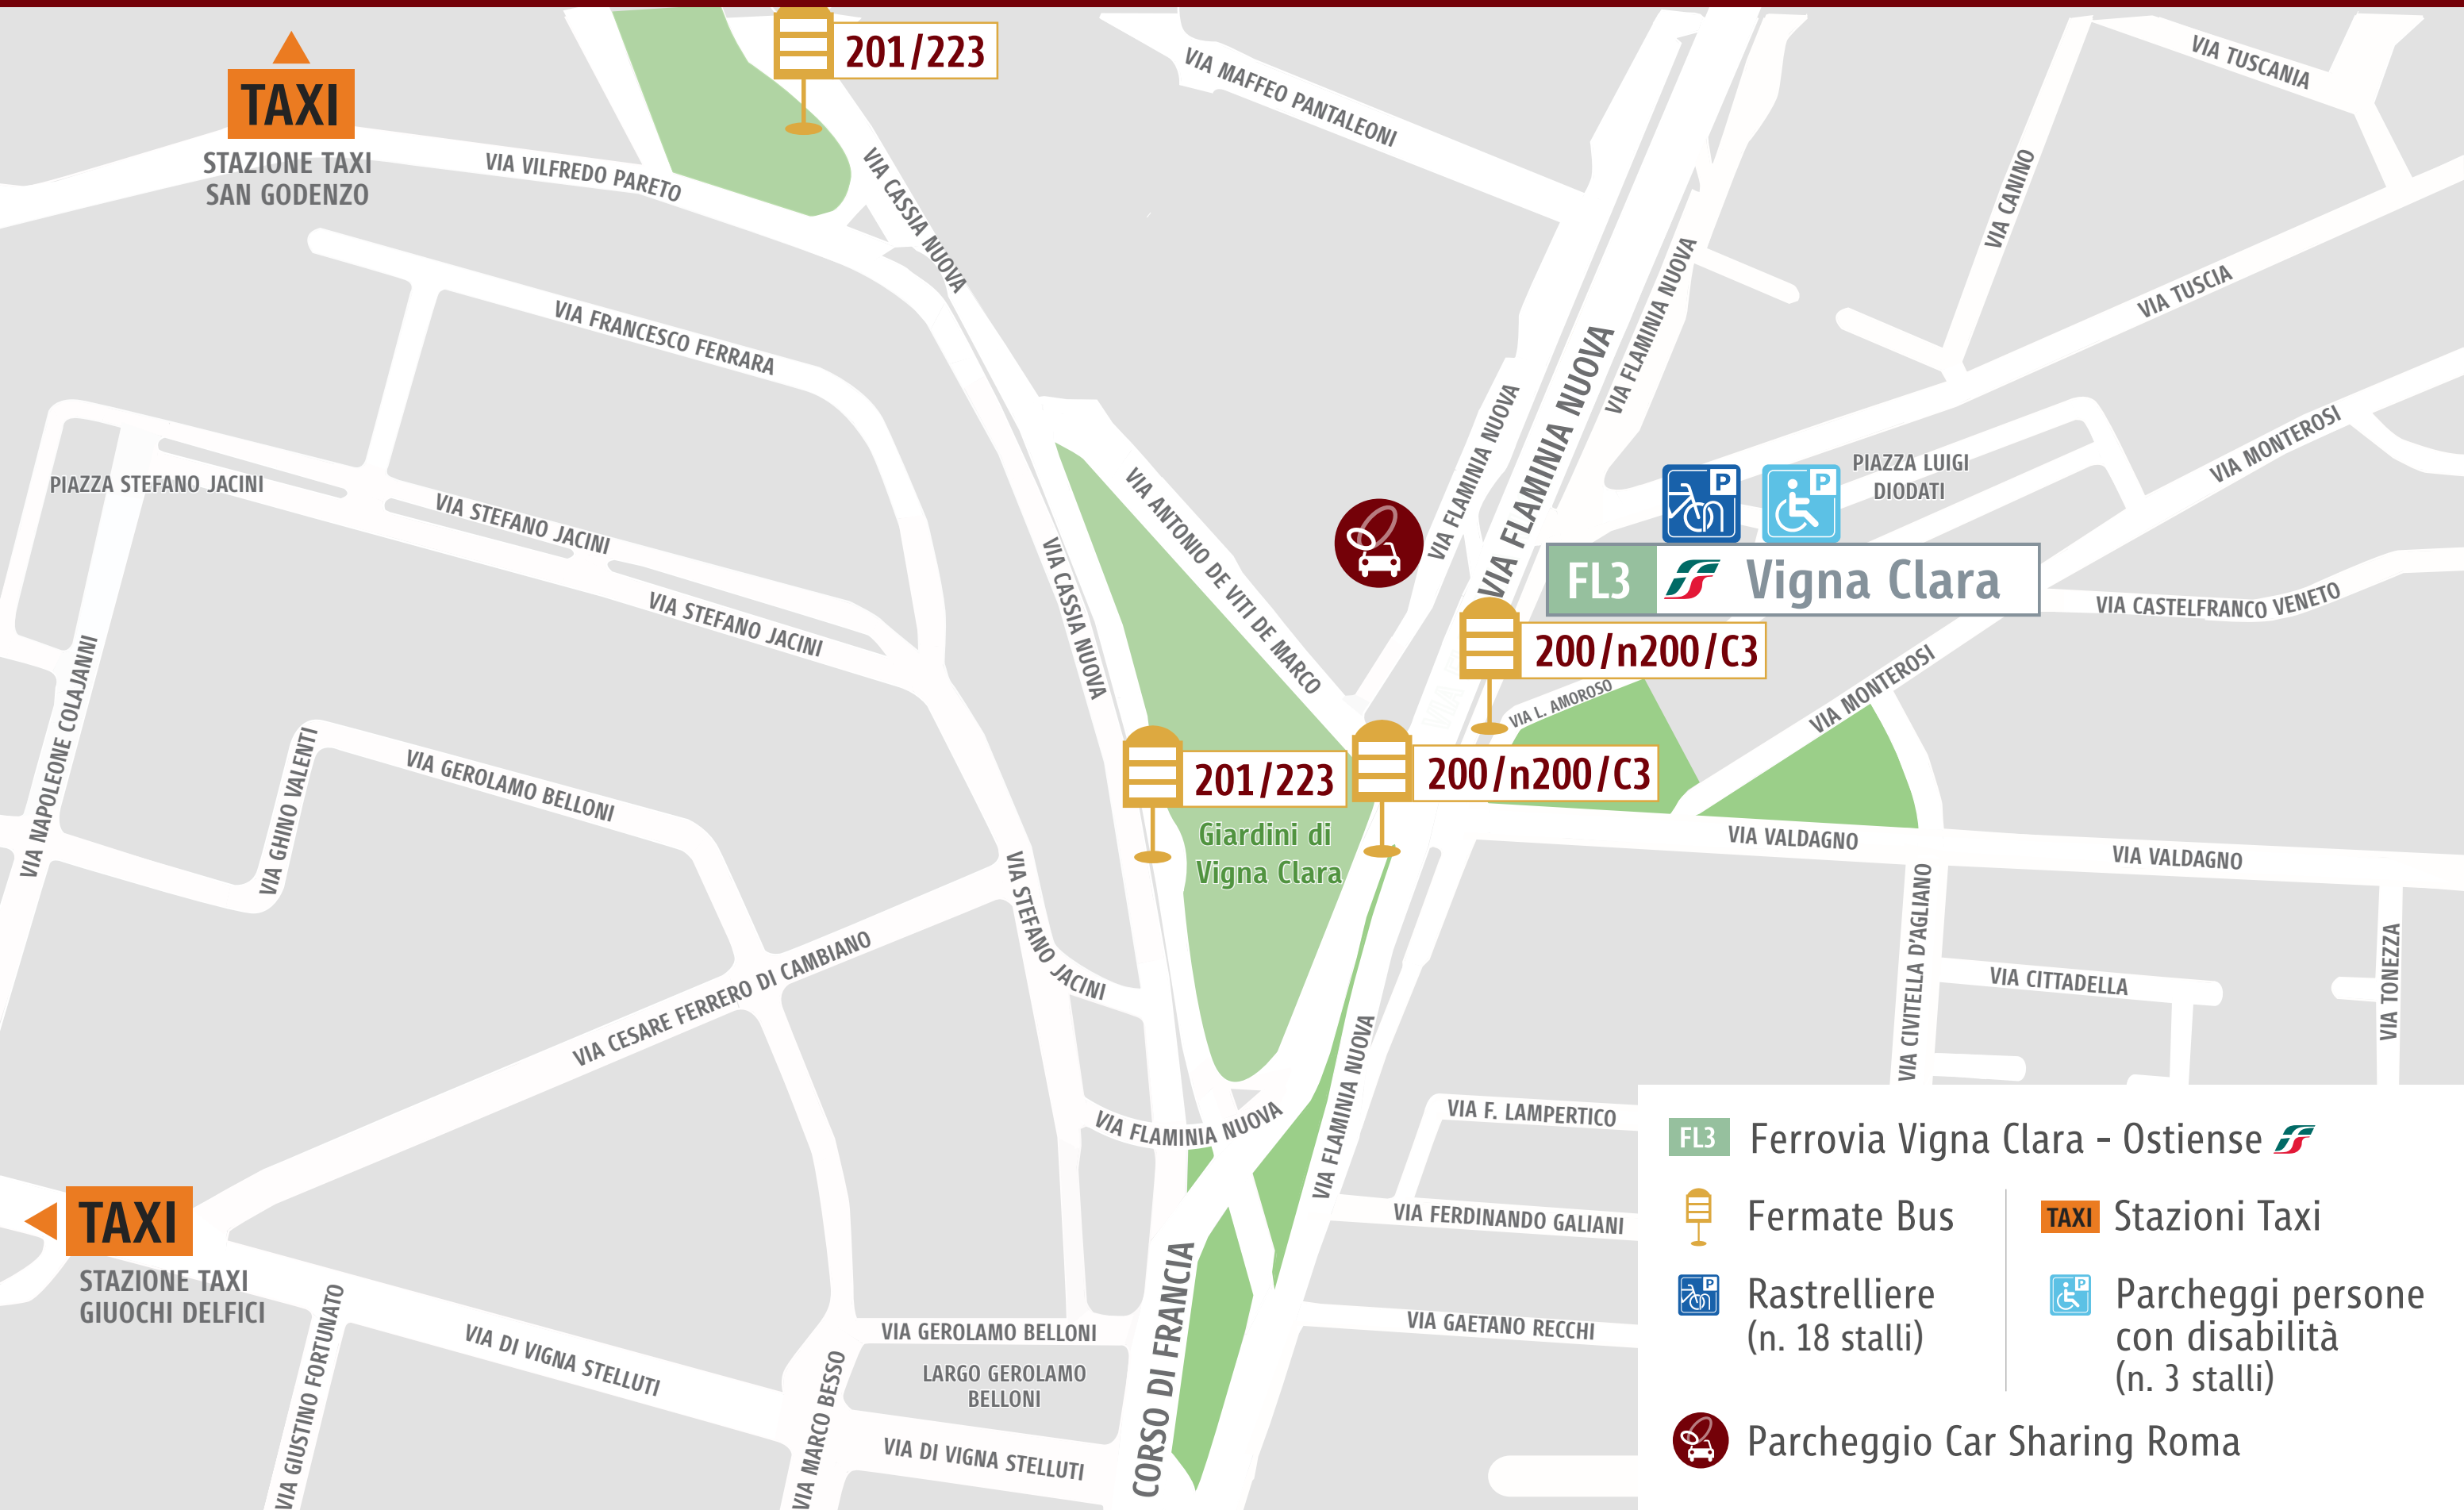 201/223
TAXI
STAZIONE TAXI
SAN GODENZO
VIA VILFREDO PARETO
VIA CASSIA NUOVA
VIA MAFFEO PANTALEONI
VIA TUSCANIA
VIA CANINO
VIA TUSCIA
VIA FLAMINIA NUOVA
VIA FLAMINIA NUOVA
VIA FLAMINIA NUOVA
VIA FRANCESCO FERRARA
PIAZZA STEFANO JACINI
VIA STEFANO JACINI
VIA STEFANO JACINI
VIA CASSIA NUOVA
VIA ANTONIO DE VITI DE MARCO
P
P
PIAZZA LUIGI
DIODATI
VIA MONTEROSI
FL3 Vigna Clara
VIA CASTELFRANCO VENETO
200/n200/C3
VIA L. AMOROSO
VIA MONTEROSI
VIA NAPOLEONE COLAJANNI
VIA GHINO VALENTI
VIA GEROLAMO BELLONI
201/223
200/n200/C3
Giardini di
Vigna Clara
VIA VALDAGNO
VIA VALDAGNO
VIA STEFANO JACINI
VIA CESARE FERRERO DI CAMBIANO
VIA CIVITELLA D'AGLIANO
VIA CITTADELLA
VIA TONEZZA
VIA FLAMINIA NUOVA
VIA FLAMINIA NUOVA
VIA F. LAMPERTICO
VIA FERDINANDO GALIANI
VIA GAETANO RECCHI
TAXI
STAZIONE TAXI
GIUOCHI DELFICI
VIA GIUSTINO FORTUNATO
VIA DI VIGNA STELLUTI
VIA MARCO BESSO
VIA GEROLAMO BELLONI
LARGO GEROLAMO
BELLONI
VIA DI VIGNA STELLUTI
CORSO DI FRANCIA
FL3 Ferrovia Vigna Clara - Ostiense
Fermate Bus
TAXI Stazioni Taxi
P
Rastrelliere
(n. 18 stalli)
P
Parcheggi persone
con disabilità
(n. 3 stalli)
Parcheggio Car Sharing Roma